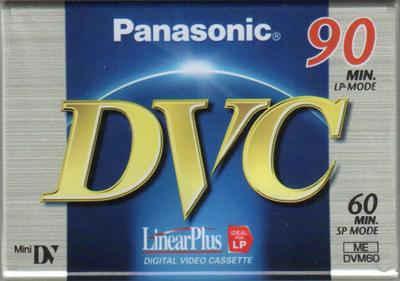 Panasonic®
90
MIN.
LP-MODE
DVC
60
MIN.
SP MODE
LinearPlus
IDEAL
FOR
LP
Mini DV
DIGITAL VIDEO CASSETTE
ME
DVM60